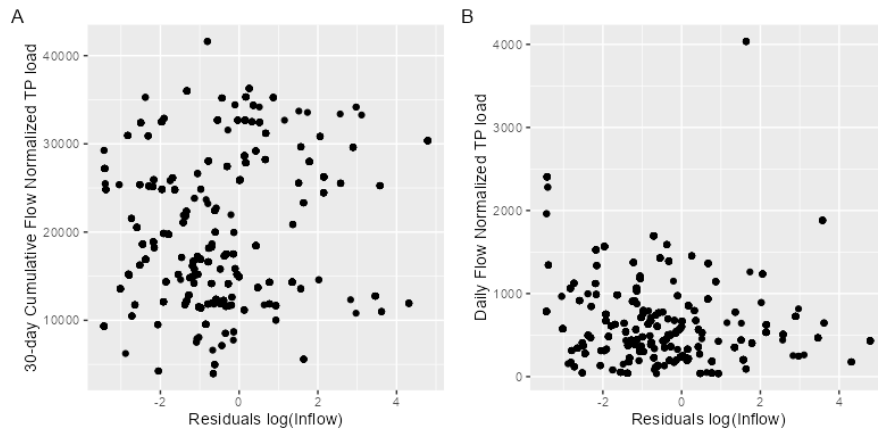 A
30-day Cumulative Flow Normalized TP load
40000
30000
20000
10000
-2
0
2
4
Residuals log(Inflow)
B
Daily Flow Normalized TP load
4000
3000
2000
1000
0
-2
0
2
4
Residuals log(Inflow)